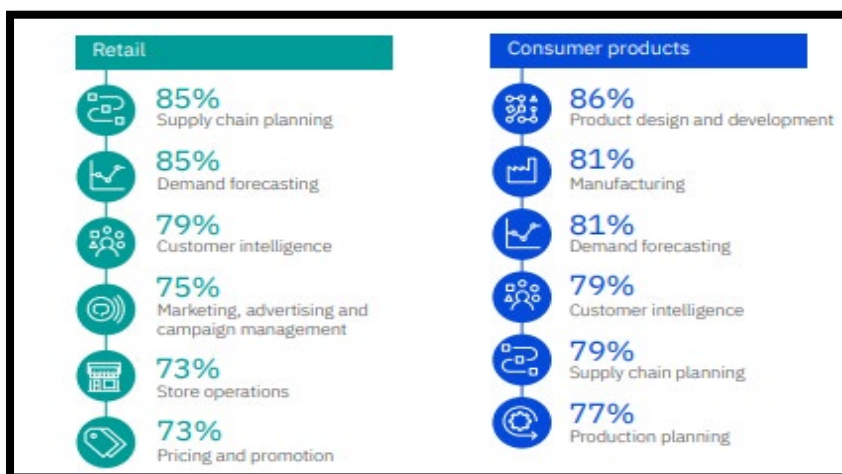 Retail
85%
Supply chain planning
85%
Demand forecasting
79%
Customer intelligence
75%
Marketing, advertising and
campaign management
73%
Store operations
73%
Pricing and promotion
Consumer products
86%
Product design and development
81%
Manufacturing
81%
Demand forecasting
79%
Customer intelligence
79%
Supply chain planning
77%
Production planning